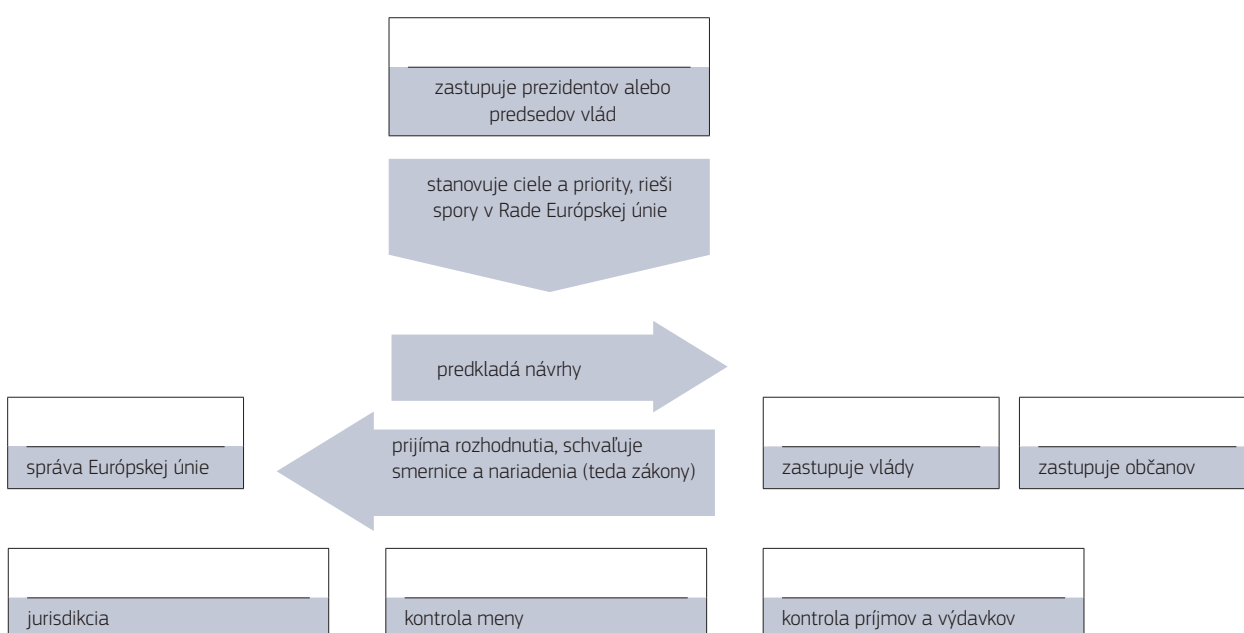 zastupuje prezidentov alebo
predsedov vlád
stanovuje ciele a priority, rieši
spory v Rade Európskej únie
predkladá návrhy
prijíma rozhodnutia, schvaľuje
smernice a nariadenia (teda zákony)
správa Európskej únie
zastupuje vlády
zastupuje občanov
jurisdikcia
kontrola meny
kontrola príjmov a výdavkov